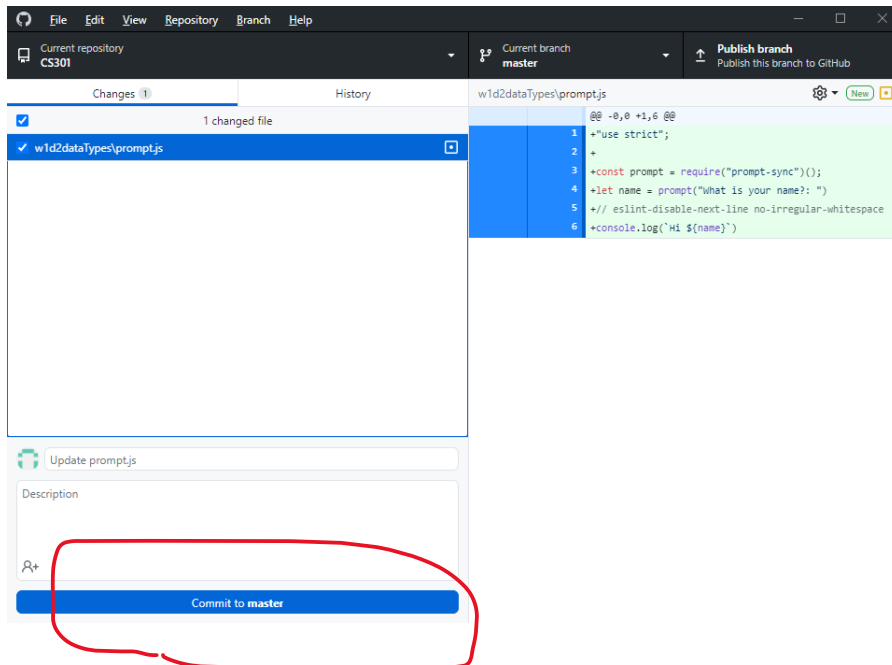 File Edit View Repository Branch Help
Current repository
CS301
Current branch
master
Publish branch
Publish this branch to GitHub
Changes 1
History
w1d2dataTypes\prompt.js
New
1 changed file
w1d2dataTypes\prompt.js
@@ -0,0 +1,6 @@
1 +"use strict";
2 +
3 +const prompt = require("prompt-sync")();
4 +let name = prompt("What is your name?: ")
5 +// eslint-disable-next-line no-irregular-whitespace
6 +console.log(`Hi ${name}`)
Update prompt.js
Description
Commit to master